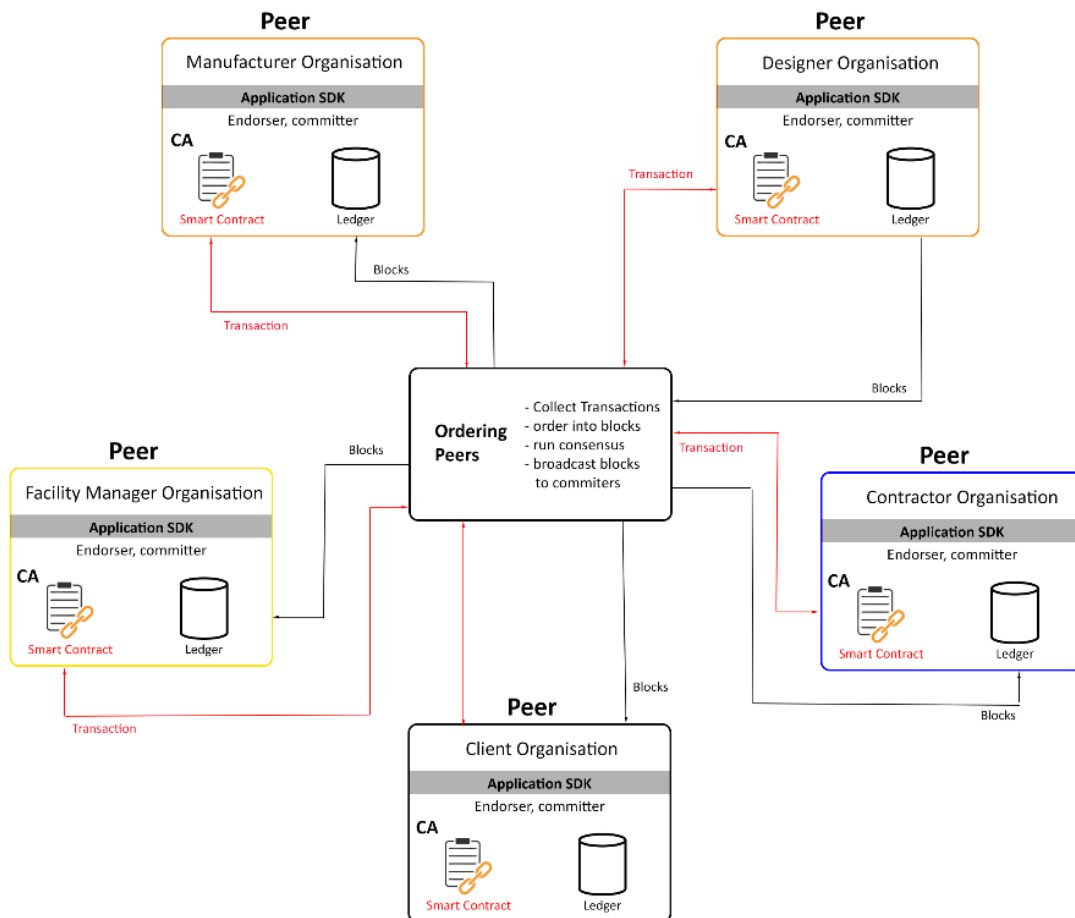 Peer
Manufacturer Organisation
Application SDK
Endorser, committer
CA
Smart Contract
Ledger
Peer
Designer Organisation
Application SDK
Endorser, committer
CA
Smart Contract
Ledger
Transaction
Blocks
Transaction
Blocks
Ordering
Peers
- Collect Transactions
- order into blocks
- run consensus
- broadcast blocks
to commiters
Blocks
Transaction
Peer
Facility Manager Organisation
Application SDK
Endorser, committer
CA
Smart Contract
Ledger
Transaction
Peer
Contractor Organisation
Application SDK
Endorser, committer
CA
Smart Contract
Ledger
Blocks
Blocks
Peer
Client Organisation
Application SDK
Endorser, committer
CA
Smart Contract
Ledger